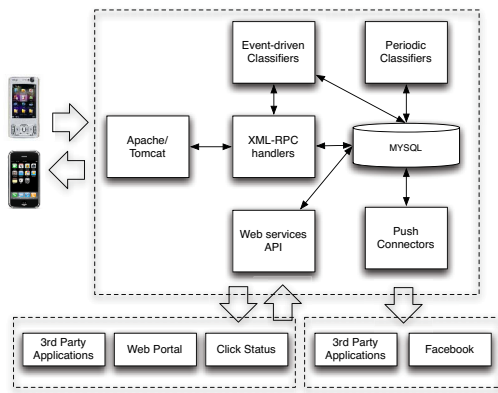 Event-driven
Classifiers
Periodic
Classifiers
Apache/
Tomcat
XML-RPC
handlers
MYSQL
Web services
API
Push
Connectors
3rd Party
Applications
Web Portal
Click Status
3rd Party
Applications
Facebook